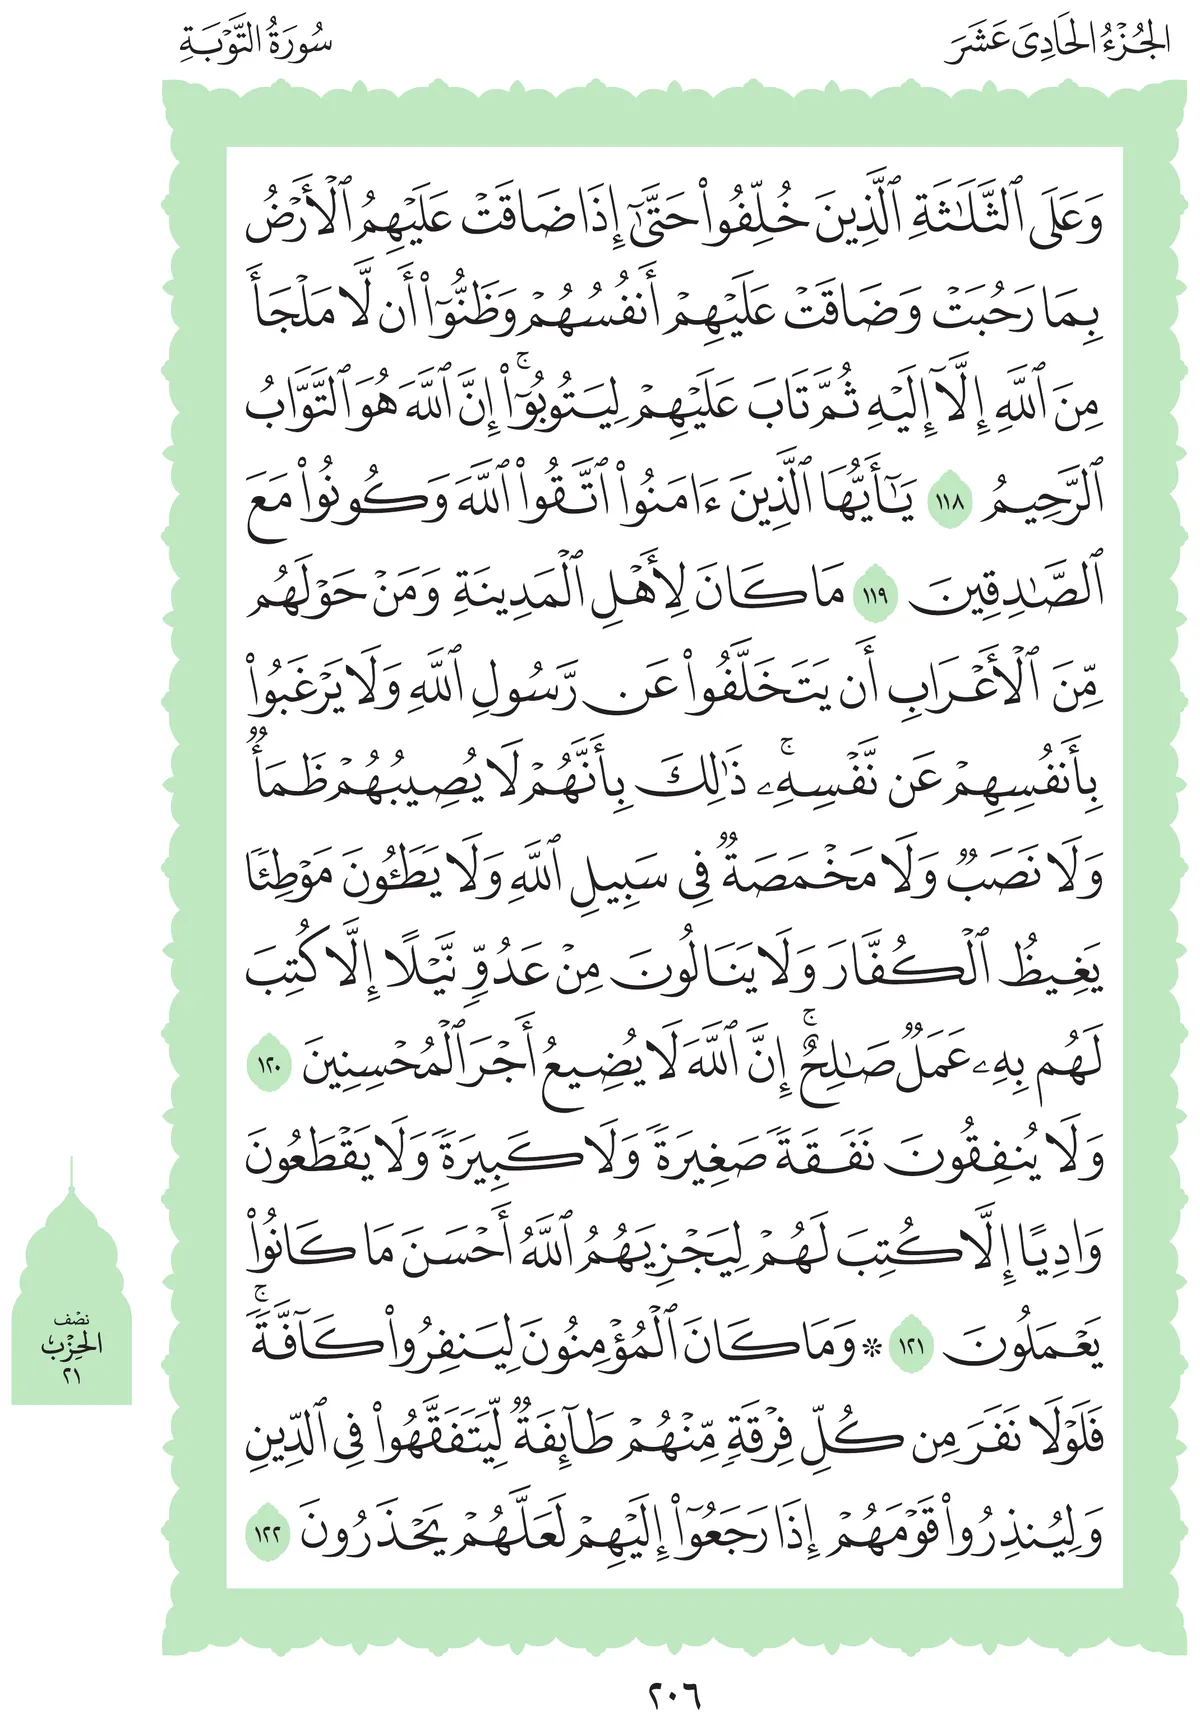 الجُزْءُ الحَادِىَ عَشَرَ
سُورَةُ التَّوْبَةِ
وَعَلَى ٱلثَّلَٰثَةِ ٱلَّذِينَ خُلِّفُوا۟ حَتَّىٰٓ إِذَا ضَاقَتْ عَلَيْهِمُ ٱلْأَرْضُ
بِمَا رَحُبَتْ وَضَاقَتْ عَلَيْهِمْ أَنفُسُهُمْ وَظَنُّوٓا۟ أَن لَّا مَلْجَأَ
مِنَ ٱللَّهِ إِلَّآ إِلَيْهِ ثُمَّ تَابَ عَلَيْهِمْ لِيَتُوبُوٓا۟ ۚ إِنَّ ٱللَّهَ هُوَ ٱلتَّوَّابُ
ٱلرَّحِيمُ ١١٨ يَٰٓأَيُّهَا ٱلَّذِينَ ءَامَنُوا۟ ٱتَّقُوا۟ ٱللَّهَ وَكُونُوا۟ مَعَ
ٱلصَّٰدِقِينَ ١١٩ مَا كَانَ لِأَهْلِ ٱلْمَدِينَةِ وَمَنْ حَوْلَهُم
مِّنَ ٱلْأَعْرَابِ أَن يَتَخَلَّفُوا۟ عَن رَّسُولِ ٱللَّهِ وَلَا يَرْغَبُوا۟
بِأَنفُسِهِمْ عَن نَّفْسِهِۦ ۚ ذَٰلِكَ بِأَنَّهُمْ لَا يُصِيبُهُمْ ظَمَأٌ
وَلَا نَصَبٌ وَلَا مَخْمَصَةٌ فِى سَبِيلِ ٱللَّهِ وَلَا يَطَـُٔونَ مَوْطِئًا
يَغِيظُ ٱلْكُفَّارَ وَلَا يَنَالُونَ مِنْ عَدُوٍّ نَّيْلًا إِلَّا كُتِبَ
لَهُم بِهِۦ عَمَلٌ صَٰلِحٌ ۚ إِنَّ ٱللَّهَ لَا يُضِيعُ أَجْرَ ٱلْمُحْسِنِينَ ١٢٠
وَلَا يُنفِقُونَ نَفَقَةً صَغِيرَةً وَلَا كَبِيرَةً وَلَا يَقْطَعُونَ
وَادِيًا إِلَّا كُتِبَ لَهُمْ لِيَجْزِيَهُمُ ٱللَّهُ أَحْسَنَ مَا كَانُوا۟
يَعْمَلُونَ ١٢١ * وَمَا كَانَ ٱلْمُؤْمِنُونَ لِيَنفِرُوا۟ كَآفَّةً ۚ
فَلَوْلَا نَفَرَ مِن كُلِّ فِرْقَةٍ مِّنْهُمْ طَآئِفَةٌ لِّيَتَفَقَّهُوا۟ فِى ٱلدِّينِ
وَلِيُنذِرُوا۟ قَوْمَهُمْ إِذَا رَجَعُوٓا۟ إِلَيْهِمْ لَعَلَّهُمْ يَحْذَرُونَ ١٢٢
نصف
الحِزْب
٢١
٢٠٦